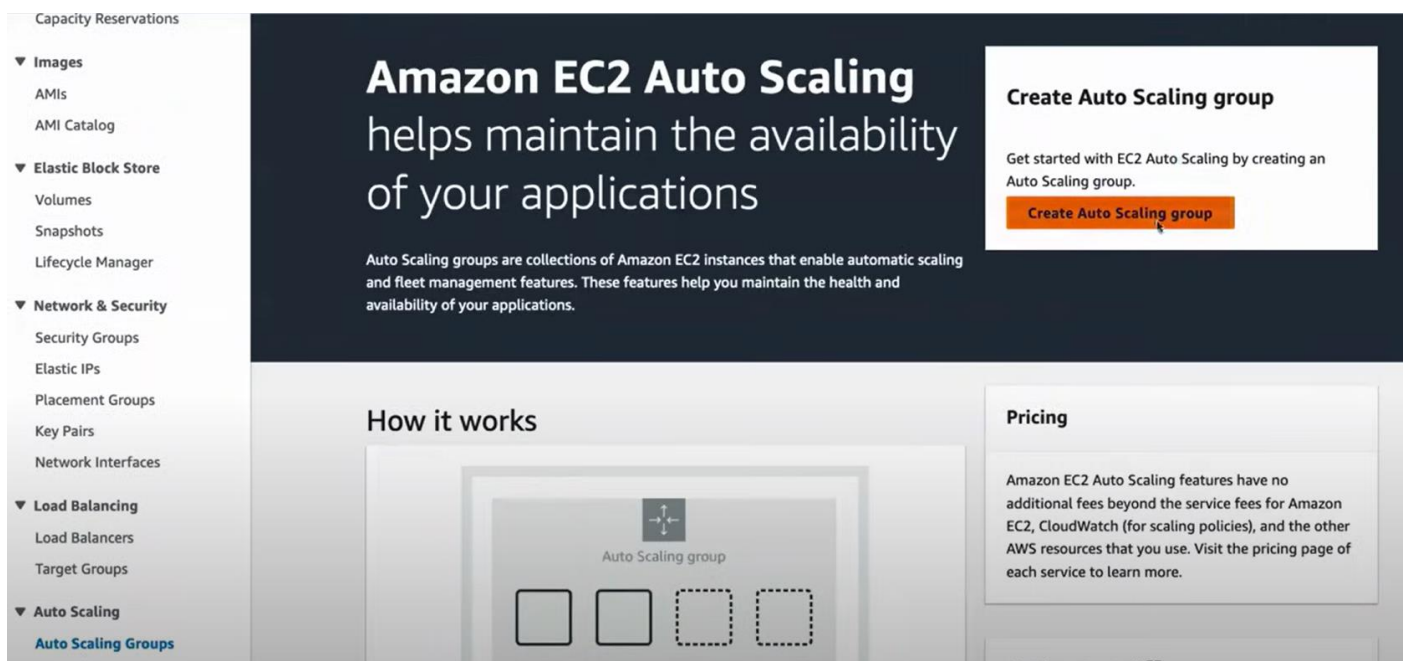 Capacity Reservations
Images
AMIs
AMI Catalog
Elastic Block Store
Volumes
Snapshots
Lifecycle Manager
Network & Security
Security Groups
Elastic IPs
Placement Groups
Key Pairs
Network Interfaces
Load Balancing
Load Balancers
Target Groups
Auto Scaling
Auto Scaling Groups
Amazon EC2 Auto Scaling
helps maintain the availability
of your applications
Auto Scaling groups are collections of Amazon EC2 instances that enable automatic scaling
and fleet management features. These features help you maintain the health and
availability of your applications.
Create Auto Scaling group
Get started with EC2 Auto Scaling by creating an
Auto Scaling group.
Create Auto Scaling group
How it works
Auto Scaling group
Pricing
Amazon EC2 Auto Scaling features have no
additional fees beyond the service fees for Amazon
EC2, CloudWatch (for scaling policies), and the other
AWS resources that you use. Visit the pricing page of
each service to learn more.